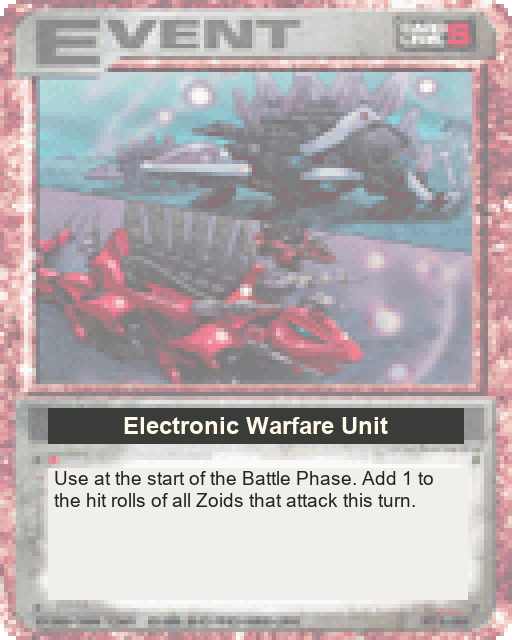 EVENT
S
Electronic Warfare Unit
Use at the start of the Battle Phase. Add 1 to
the hit rolls of all Zoids that attack this turn.